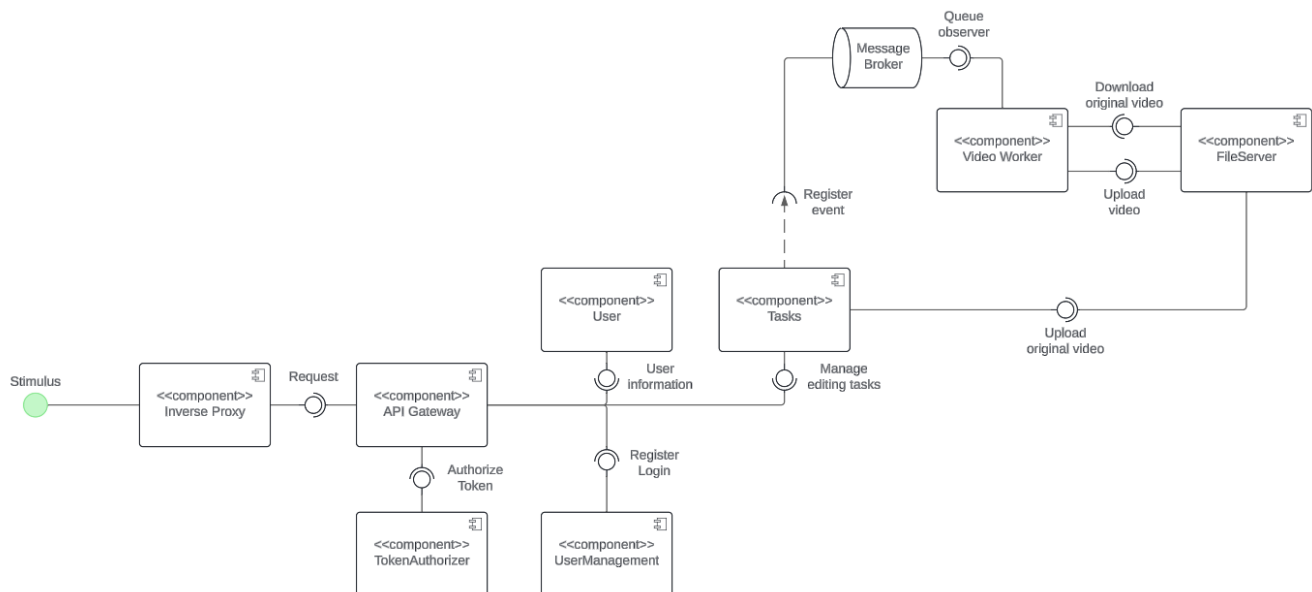 Queue
observer
Message
Broker
Download
original video
<<component>>
Video Worker
<<component>>
FileServer
Upload
video
Register
event
<<component>>
User
<<component>>
Tasks
Upload
original video
Stimulus
<<component>>
Inverse Proxy
Request
<<component>>
API Gateway
User
information
Manage
editing tasks
Authorize
Token
Register
Login
<<component>>
TokenAuthorizer
<<component>>
UserManagement